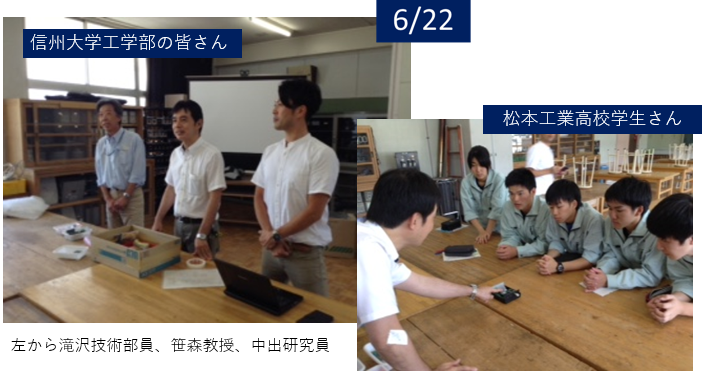 6/22
信州大学工学部の皆さん
松本工業高校学生さん
左から滝沢技術部員、笹森教授、中出研究員